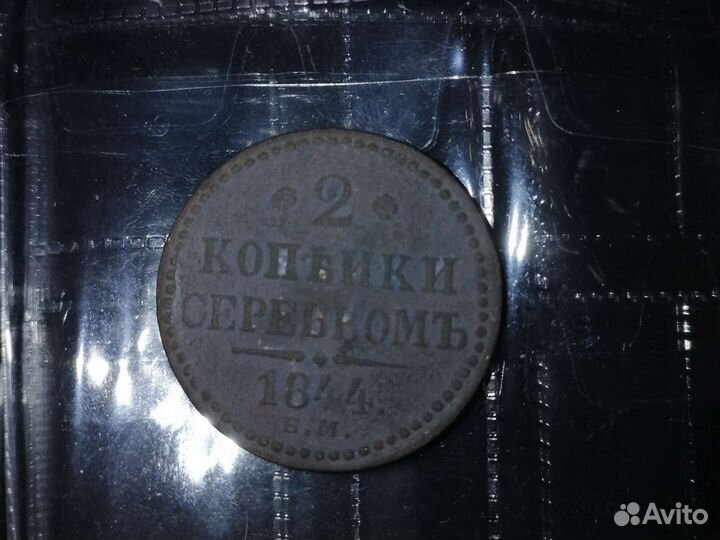 2
КОПѢЙКИ
СЕРЕБРОМЪ
1844.
Е.М.
Avito